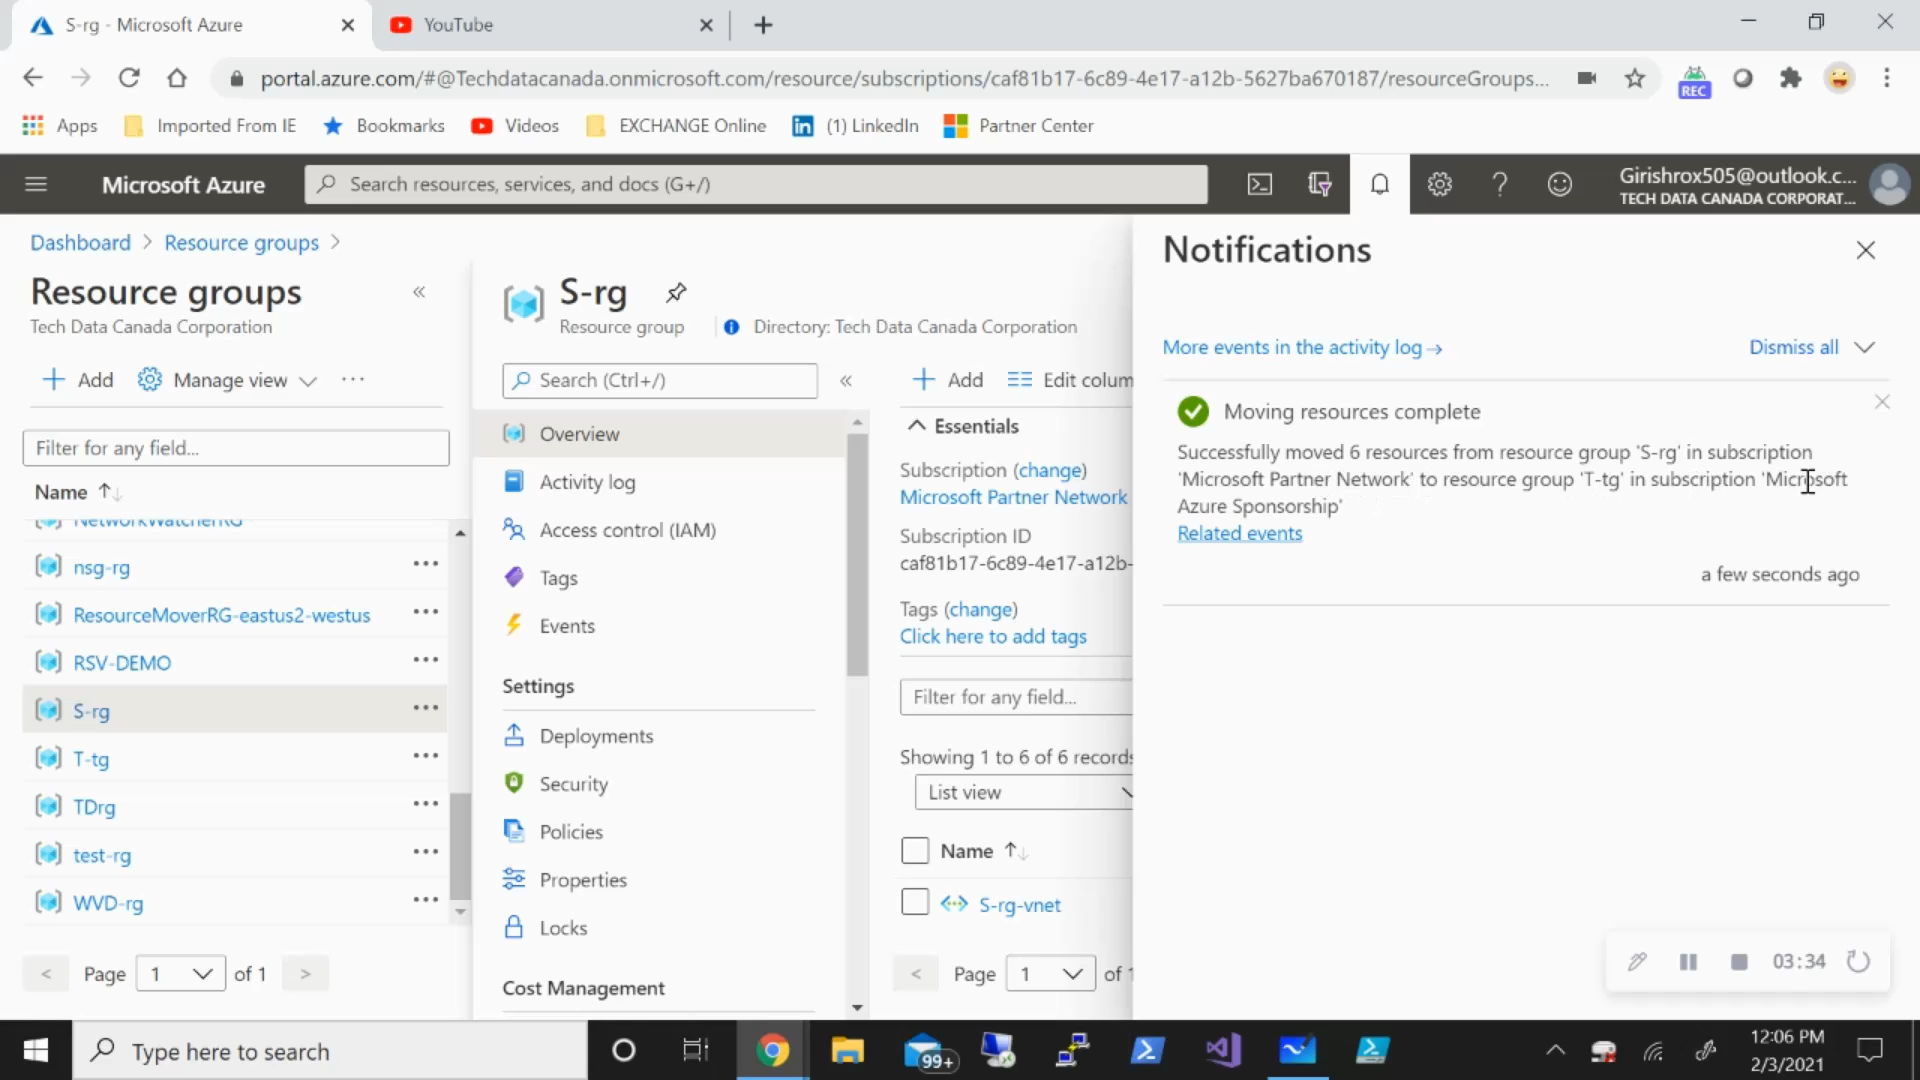 S-rg - Microsoft Azure
YouTube
portal.azure.com/#@Techdatacanada.onmicrosoft.com/resource/subscriptions/caf81b17-6c89-4e17-a12b-5627ba670187/resourceGroups...
REC
Apps
Imported From IE
Bookmarks
Videos
EXCHANGE Online
(1) LinkedIn
Partner Center
Microsoft Azure
Search resources, services, and docs (G+/)
Girishrox505@outlook.c...
TECH DATA CANADA CORPORAT...
Dashboard
Resource groups
Resource groups
Tech Data Canada Corporation
Add
Manage view
Filter for any field...
Name
NetworkWatcherRG
nsg-rg
ResourceMoverRG-eastus2-westus
RSV-DEMO
S-rg
T-tg
TDrg
test-rg
WVD-rg
Page 1 of 1
S-rg
Resource group
Directory: Tech Data Canada Corporation
Search (Ctrl+/)
Overview
Activity log
Access control (IAM)
Tags
Events
Settings
Deployments
Security
Policies
Properties
Locks
Cost Management
Add
Edit colum
Essentials
Subscription (change)
Microsoft Partner Network
Subscription ID
caf81b17-6c89-4e17-a12b-
Tags (change)
Click here to add tags
Filter for any field...
Showing 1 to 6 of 6 records
List view
Name
S-rg-vnet
Page 1 of 1
Notifications
More events in the activity log→
Dismiss all
Moving resources complete
Successfully moved 6 resources from resource group 'S-rg' in subscription
'Microsoft Partner Network' to resource group 'T-tg' in subscription 'Microsoft
Azure Sponsorship'
Related events
a few seconds ago
03:34
Type here to search
99+
12:06 PM
2/3/2021